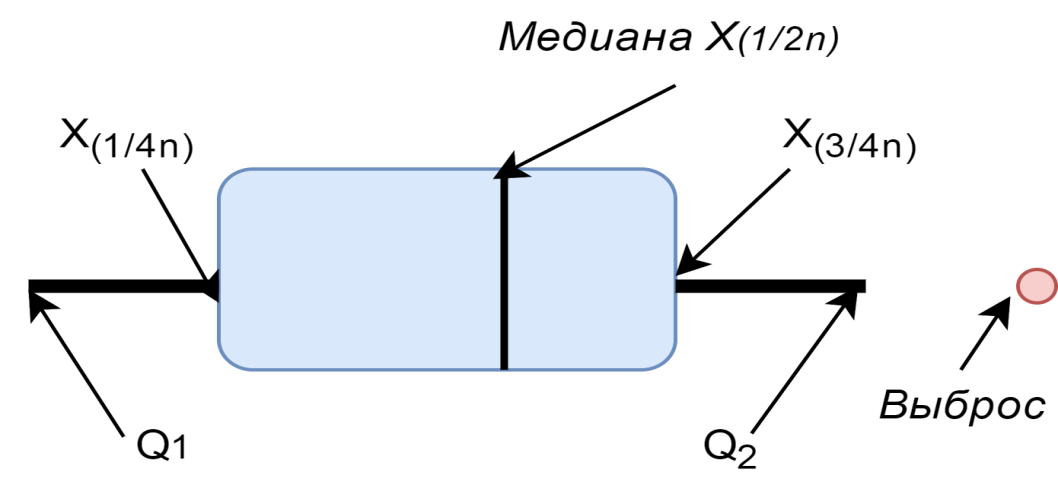 Медиана X(1/2n)
X(1/4n)
X(3/4n)
Выброс
Q1
Q2